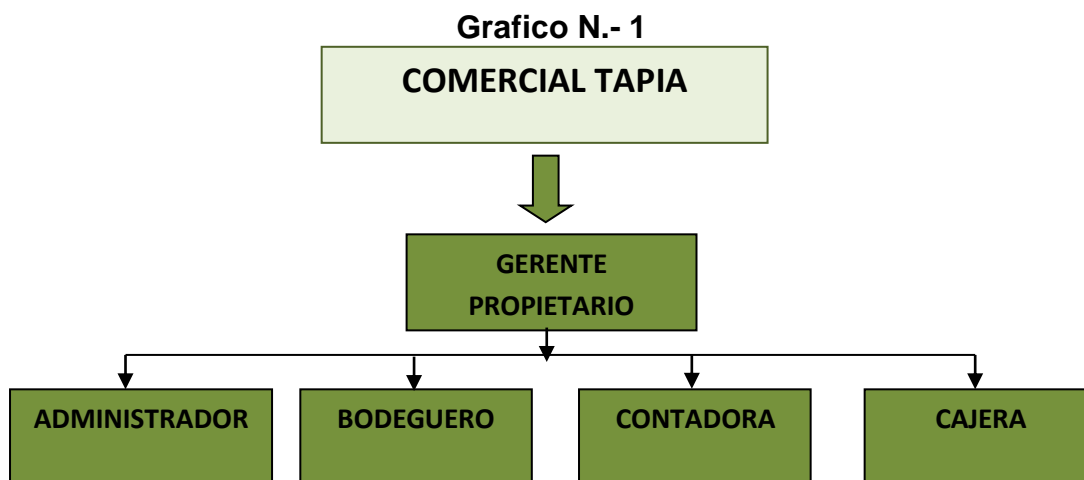 Grafico N.- 1
COMERCIAL TAPIA
GERENTE
PROPIETARIO
ADMINISTRADOR
BODEGUERO
CONTADORA
CAJERA